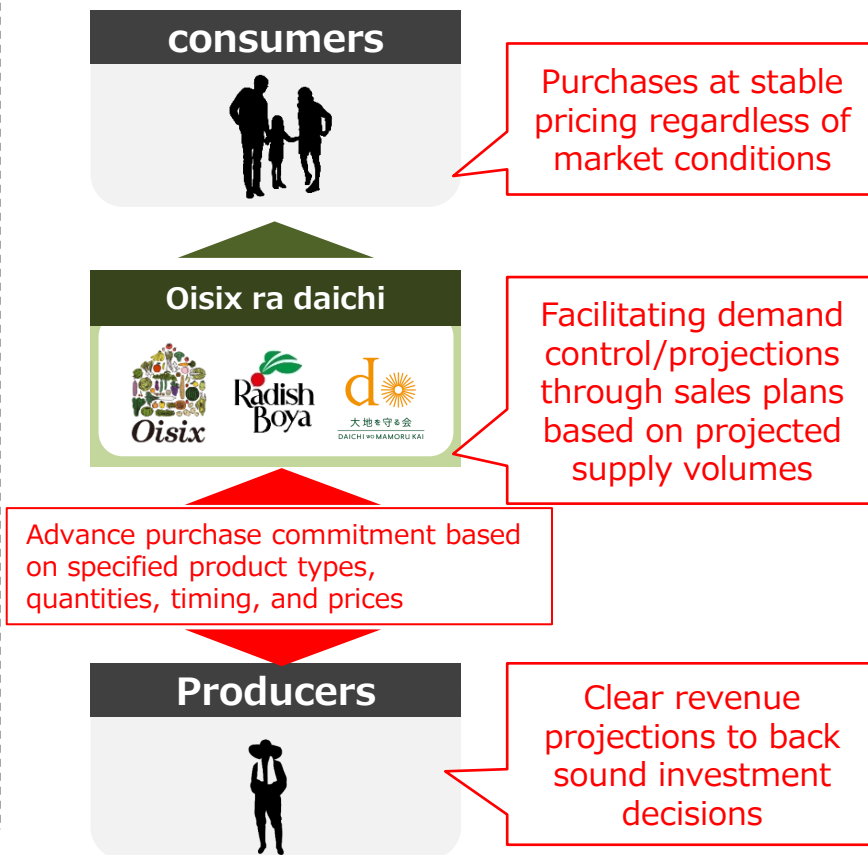 consumers
Purchases at stable
pricing regardless of
market conditions
Oisix ra daichi
Oisix
Radish
Boya
d
大地を守る会
DAICHI WO MAMORU KAI
Facilitating demand
control/projections
through sales plans
based on projected
supply volumes
Advance purchase commitment based
on specified product types,
quantities, timing, and prices
Producers
Clear revenue
projections to back
sound investment
decisions